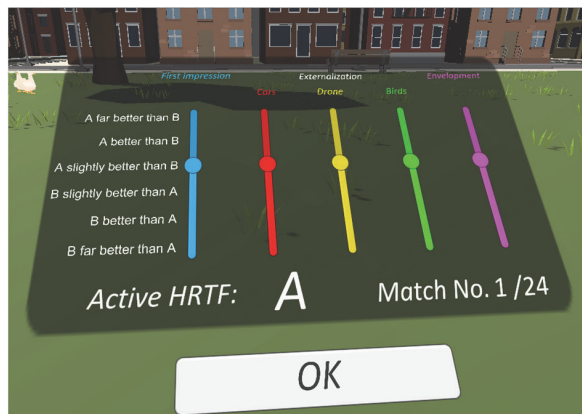 First impression
Externalization
Envelopment
Cars
Drone
Birds
A far better than B
A better than B
A slightly better than B
B slightly better than A
B better than A
B far better than A
Active HRTF: A
Match No. 1 /24
OK